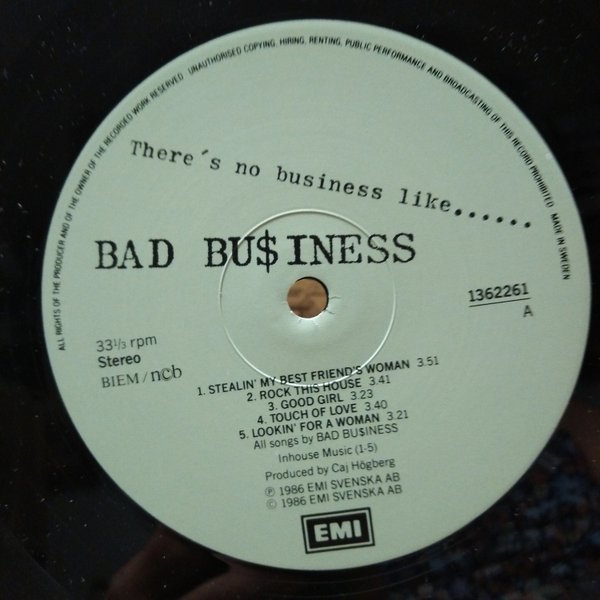 ALL RIGHTS OF THE PRODUCER AND OF THE OWNER OF THE RECORDED WORK RESERVED UNAUTHORISED COPYING, HIRING, RENTING, PUBLIC PERFORMANCE AND BROADCASTING OF THIS RECORD PROHIBITED MADE IN SWEDEN
There´s no business like......
BAD BU$INESS
1362261
A
33⅓ rpm
Stereo
BIEM/n©b
1. STEALIN' MY BEST FRIEND'S WOMAN 3.51
2. ROCK THIS HOUSE 3.41
3. GOOD GIRL 3.23
4. TOUCH OF LOVE 3.40
5. LOOKIN' FOR A WOMAN 3.21
All songs by BAD BU$INESS
Inhouse Music (1-5)
Produced by Caj Högberg
℗ 1986 EMI SVENSKA AB
© 1986 EMI SVENSKA AB
EMI